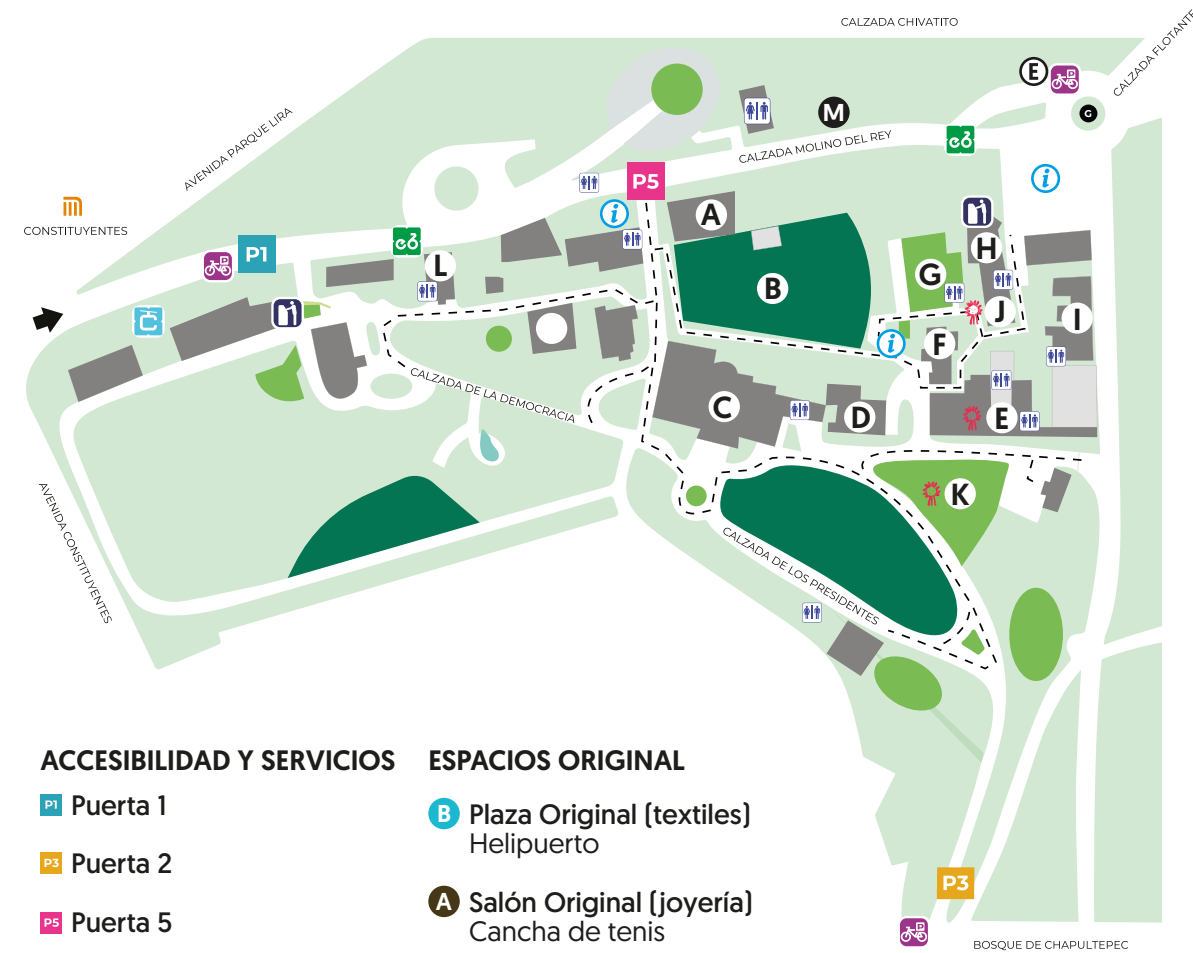 CALZADA CHIVATITO
CALZADA FLOTANTE
E
P
G
M
AVENIDA PARQUE LIRA
CALZADA MOLINO DEL REY
P5
i
i
CONSTITUYENTES
P1
P
A
L
H
G
B
J
I
i
F
CALZADA DE LA DEMOCRACIA
C
D
E
K
AVENIDA CONSTITUYENTES
CALZADA DE LOS PRESIDENTES
ACCESIBILIDAD Y SERVICIOS
P1 Puerta 1
P3 Puerta 2
P5 Puerta 5
ESPACIOS ORIGINAL
B Plaza Original (textiles)
Helipuerto
A Salón Original (joyería)
Cancha de tenis
P3
P
BOSQUE DE CHAPULTEPEC